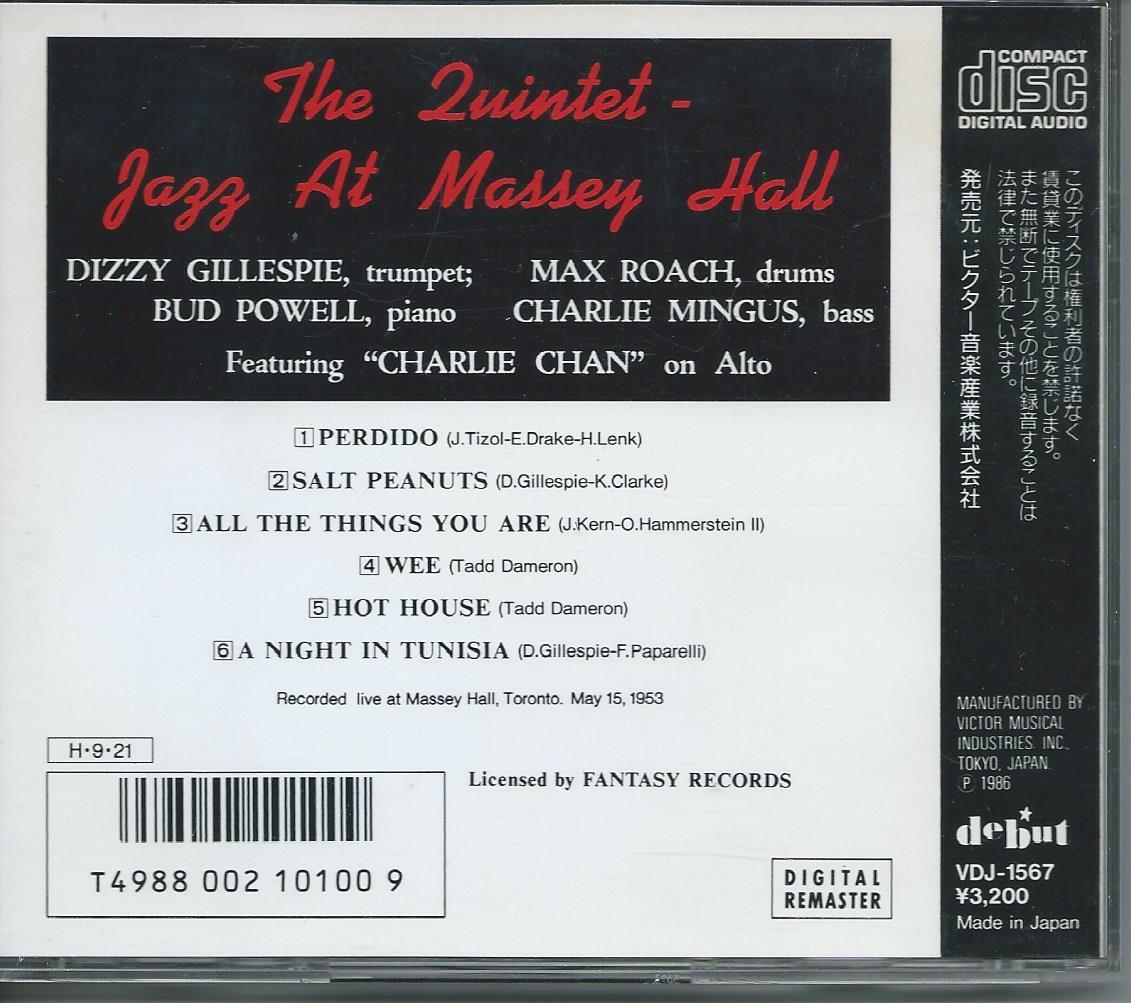 The Quintet -
Jazz At Massey Hall
DIZZY GILLESPIE, trumpet; MAX ROACH, drums
BUD POWELL, piano CHARLIE MINGUS, bass
Featuring “CHARLIE CHAN” on Alto
1 PERDIDO (J.Tizol-E.Drake-H.Lenk)
2 SALT PEANUTS (D.Gillespie-K.Clarke)
3 ALL THE THINGS YOU ARE (J.Kern-O.Hammerstein II)
4 WEE (Tadd Dameron)
5 HOT HOUSE (Tadd Dameron)
6 A NIGHT IN TUNISIA (D.Gillespie-F.Paparelli)
Recorded live at Massey Hall, Toronto. May 15, 1953
H・9・21
Licensed by FANTASY RECORDS
T4988 002 10100 9
DIGITAL
REMASTER
COMPACT
disc
DIGITAL AUDIO
このディスクは権利者の許諾なく
賃貸業に使用することを禁じます。
また無断でテープその他に録音することは
法律で禁じられています。
発売元:ビクター音楽産業株式会社
MANUFACTURED BY
VICTOR MUSICAL
INDUSTRIES. INC.,
TOKYO, JAPAN.
Ⓟ 1986
debut
VDJ-1567
¥3,200
Made in Japan